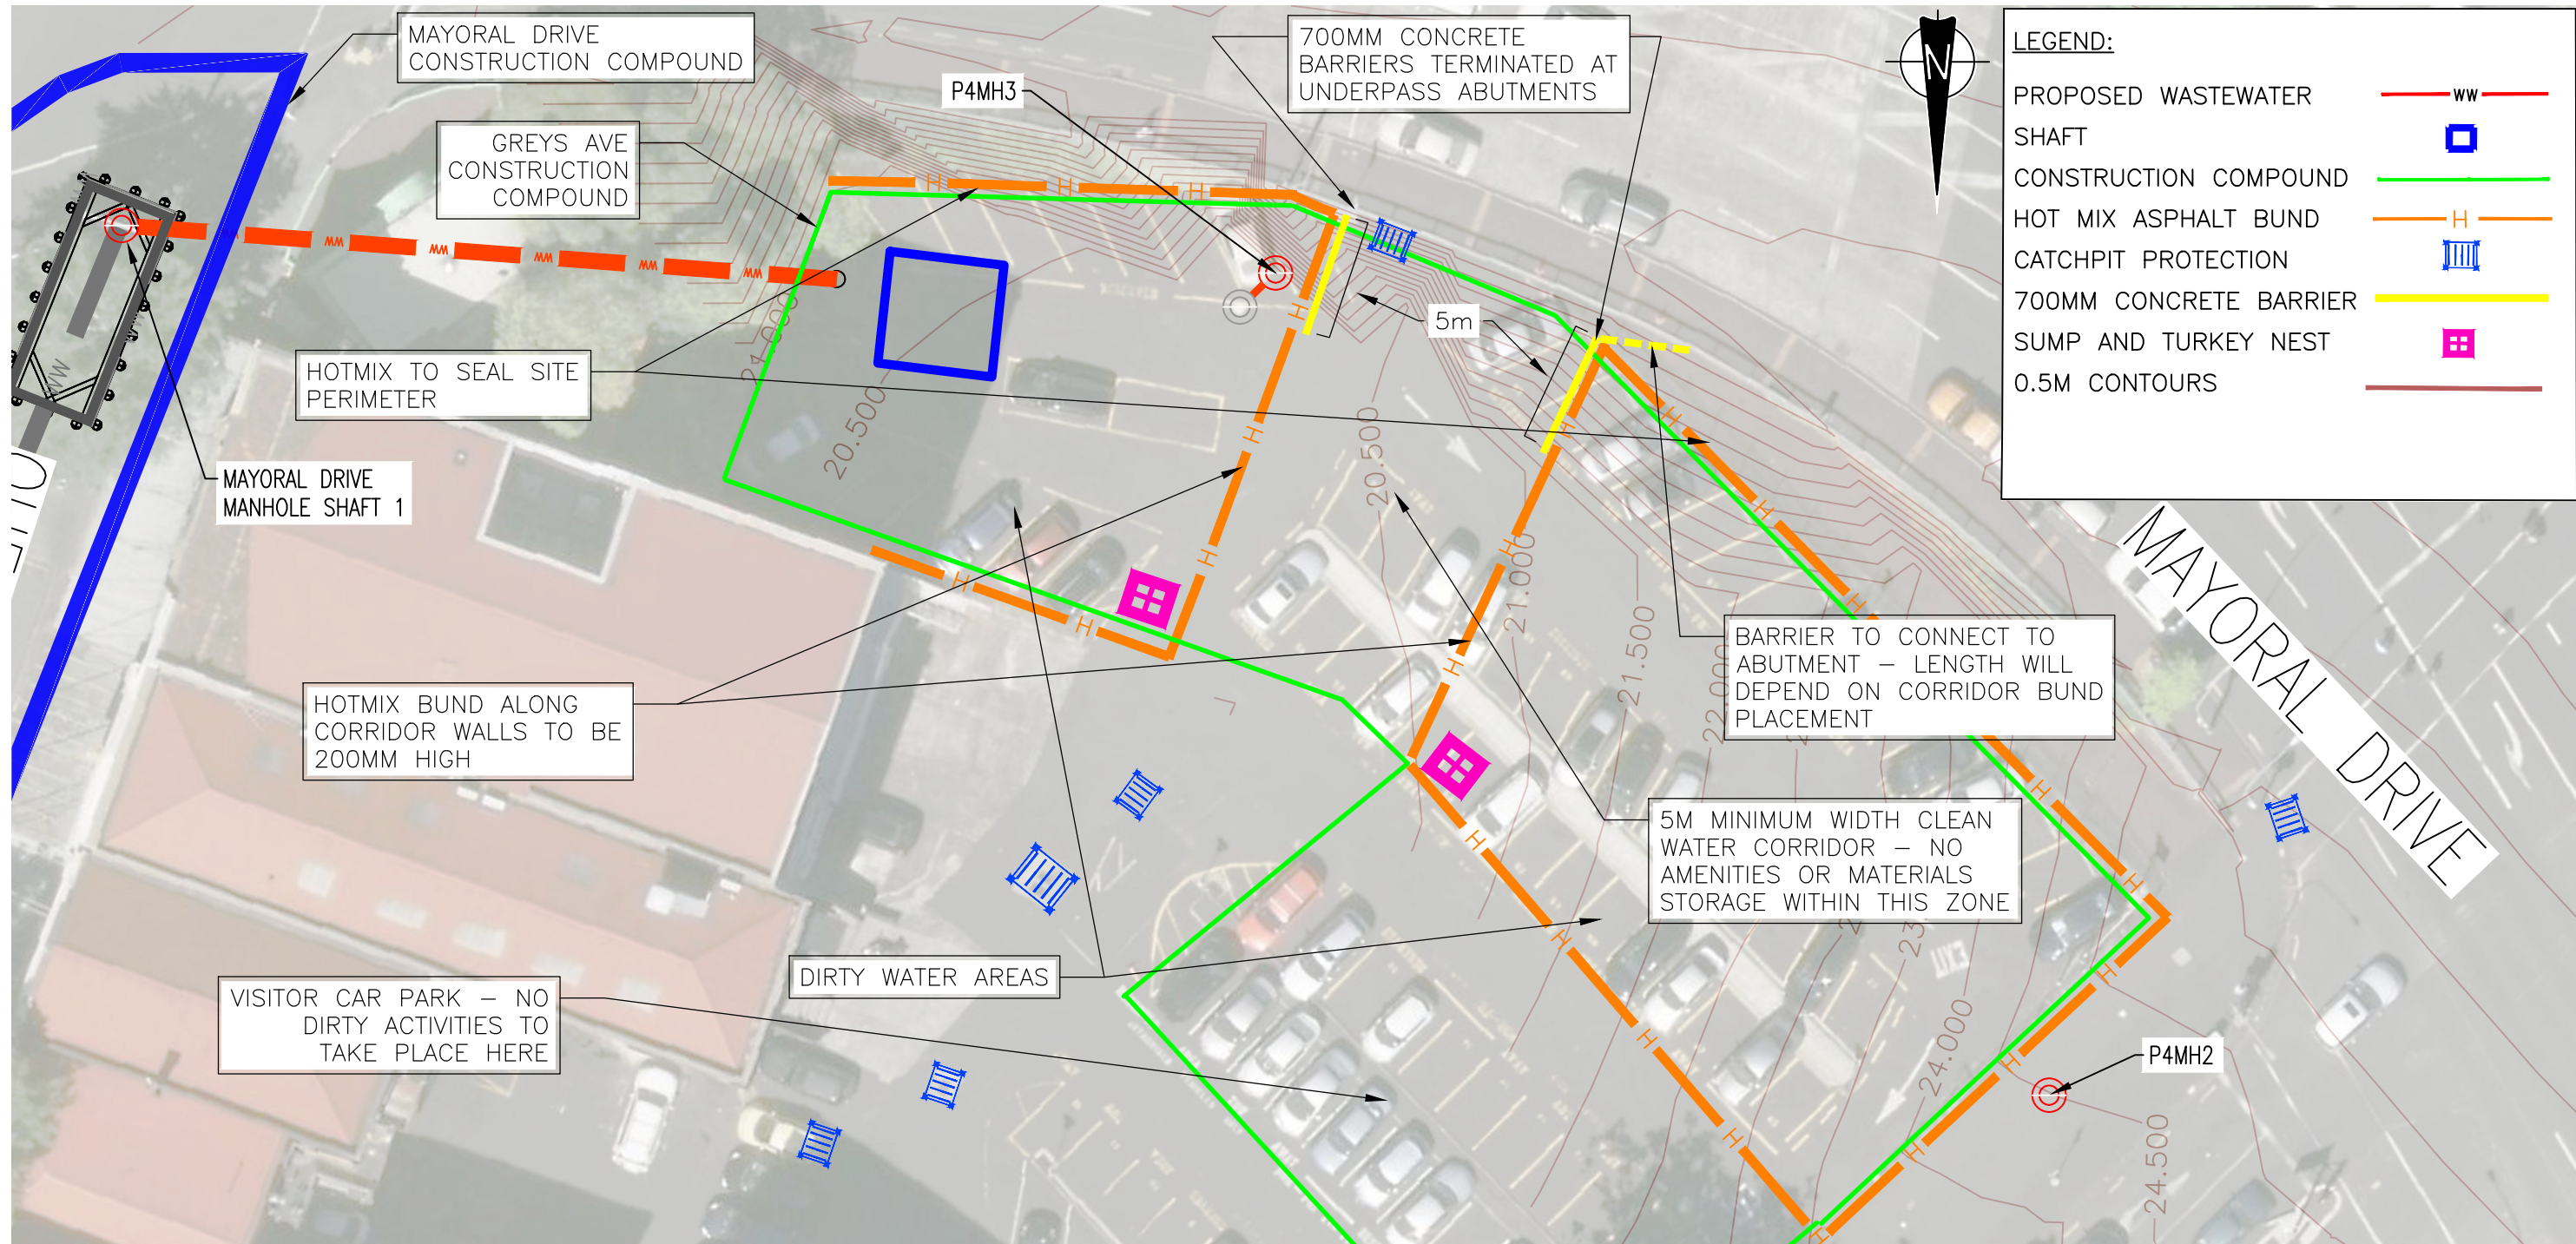 MAYORAL DRIVE
CONSTRUCTION COMPOUND
GREYS AVE
CONSTRUCTION
COMPOUND
P4MH3
700MM CONCRETE
BARRIERS TERMINATED AT
UNDERPASS ABUTMENTS
N
LEGEND:
PROPOSED WASTEWATER
WW
SHAFT
CONSTRUCTION COMPOUND
HOT MIX ASPHALT BUND
H
CATCHPIT PROTECTION
700MM CONCRETE BARRIER
SUMP AND TURKEY NEST
0.5M CONTOURS
5m
HOTMIX TO SEAL SITE
PERIMETER
MAYORAL DRIVE
MANHOLE SHAFT 1
WW
21.000
20.500
20.500
21.000
21.500
22.000
24.000
24.500
HOTMIX BUND ALONG
CORRIDOR WALLS TO BE
200MM HIGH
BARRIER TO CONNECT TO
ABUTMENT – LENGTH WILL
DEPEND ON CORRIDOR BUND
PLACEMENT
MAYORAL DRIVE
5M MINIMUM WIDTH CLEAN
WATER CORRIDOR – NO
AMENITIES OR MATERIALS
STORAGE WITHIN THIS ZONE
DIRTY WATER AREAS
VISITOR CAR PARK – NO
DIRTY ACTIVITIES TO
TAKE PLACE HERE
P4MH2